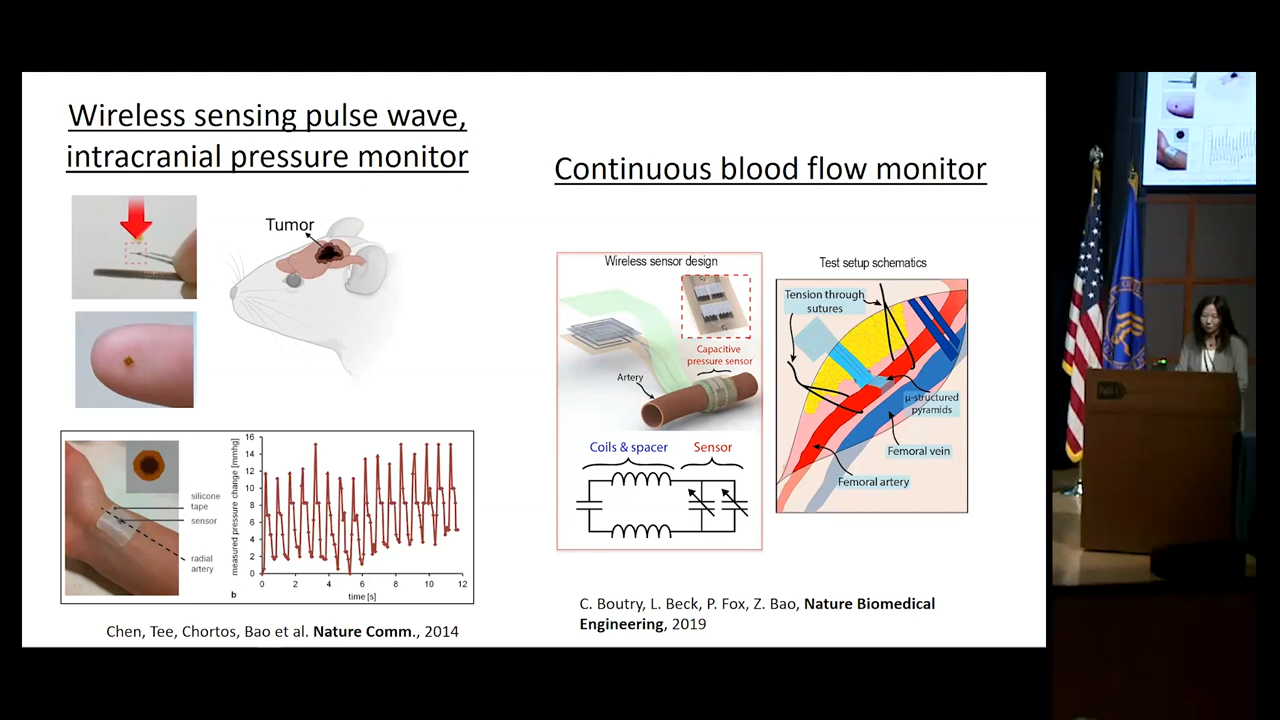 Wireless sensing pulse wave,
intracranial pressure monitor
Tumor
silicone
tape
sensor
radial
artery
measured pressure change [mmhg]
16
14
12
10
8
6
4
2
0
0 2 4 6 8 10 12
b time [s]
Chen, Tee, Chortos, Bao et al. Nature Comm., 2014
Continuous blood flow monitor
Wireless sensor design
Capacitive
pressure sensor
Artery
Coils & spacer Sensor
Test setup schematics
Tension through
sutures
μ-structured
pyramids
Femoral vein
Femoral artery
C. Boutry, L. Beck, P. Fox, Z. Bao, Nature Biomedical
Engineering, 2019
NIH